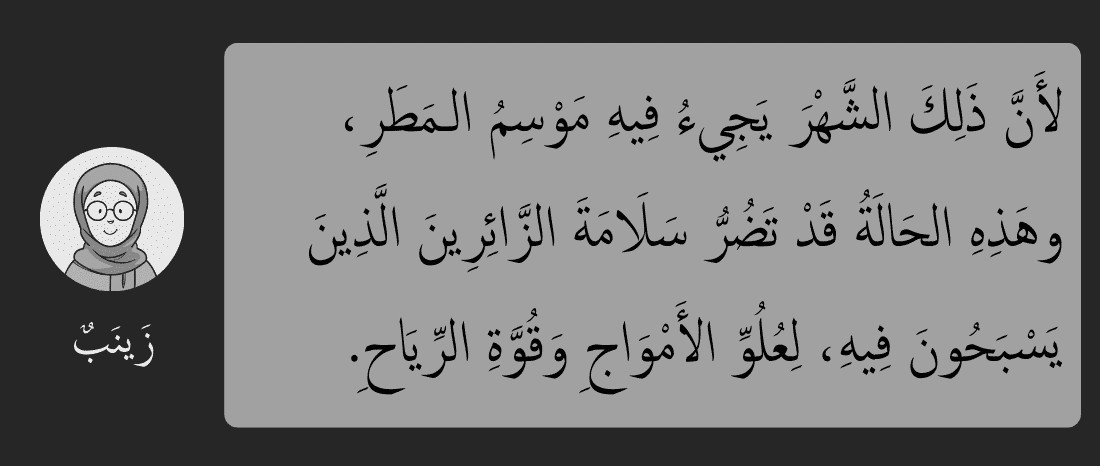 لأَنَّ ذَلِكَ الشَّهْرَ يَجِيءُ فِيهِ مَوْسِمُ الـمَطَرِ،
وهَذِهِ الحَالَةُ قَدْ تَضُرُّ سَلَامَةَ الزَّائِرِينَ الَّذِينَ
يَسْبَحُونَ فِيهِ، لِعُلُوِّ الأَمْوَاجِ وَقُوَّةِ الرِّيَاحِ.
زَينَبٌ